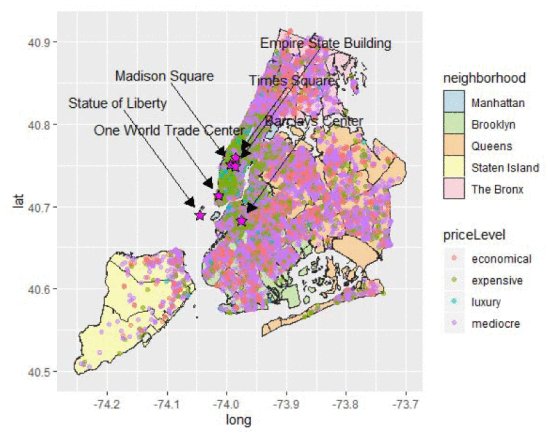 40.9
40.8
40.7
40.6
40.5
lat
Empire State Building
Madison Square
Times Square
Statue of Liberty
One World Trade Center
Barclays Center
-74.2
-74.1
-74.0
-73.9
-73.8
-73.7
long
neighborhood
Manhattan
Brooklyn
Queens
Staten Island
The Bronx
priceLevel
economical
expensive
luxury
mediocre